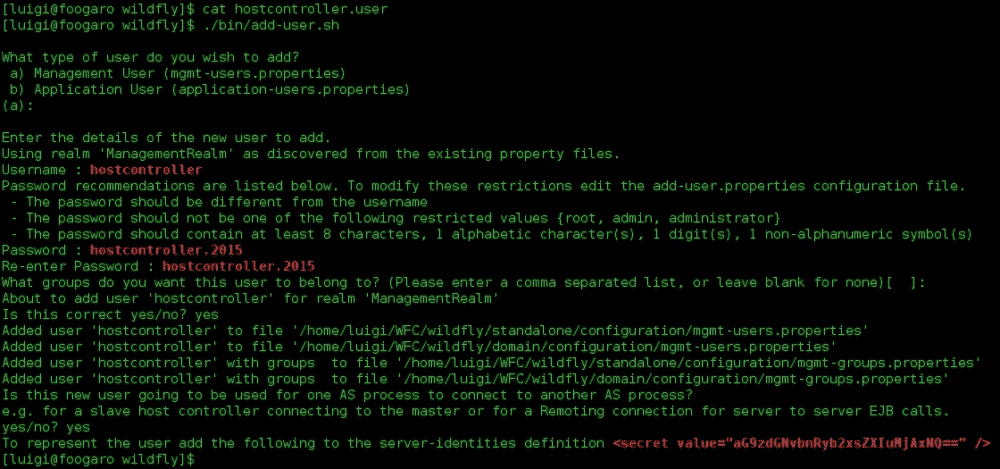 [luigi@foogaro wildfly]$ cat hostcontroller.user
[luigi@foogaro wildfly]$ ./bin/add-user.sh
What type of user do you wish to add?
a) Management User (mgmt-users.properties)
b) Application User (application-users.properties)
(a):
Enter the details of the new user to add.
Using realm 'ManagementRealm' as discovered from the existing property files.
Username : hostcontroller
Password recommendations are listed below. To modify these restrictions edit the add-user.properties configuration file.
- The password should be different from the username
- The password should not be one of the following restricted values {root, admin, administrator}
- The password should contain at least 8 characters, 1 alphabetic character(s), 1 digit(s), 1 non-alphanumeric symbol(s)
Password : hostcontroller.2015
Re-enter Password : hostcontroller.2015
What groups do you want this user to belong to? (Please enter a comma separated list, or leave blank for none)[  ]:
About to add user 'hostcontroller' for realm 'ManagementRealm'
Is this correct yes/no? yes
Added user 'hostcontroller' to file '/home/luigi/WFC/wildfly/standalone/configuration/mgmt-users.properties'
Added user 'hostcontroller' to file '/home/luigi/WFC/wildfly/domain/configuration/mgmt-users.properties'
Added user 'hostcontroller' with groups  to file '/home/luigi/WFC/wildfly/standalone/configuration/mgmt-groups.properties'
Added user 'hostcontroller' with groups  to file '/home/luigi/WFC/wildfly/domain/configuration/mgmt-groups.properties'
Is this new user going to be used for one AS process to connect to another AS process?
e.g. for a slave host controller connecting to the master or for a Remoting connection for server to server EJB calls.
yes/no? yes
To represent the user add the following to the server-identities definition <secret value="aG9zdGNvbnRyb2xsZXIuMjAxNQ==" />
[luigi@foogaro wildfly]$